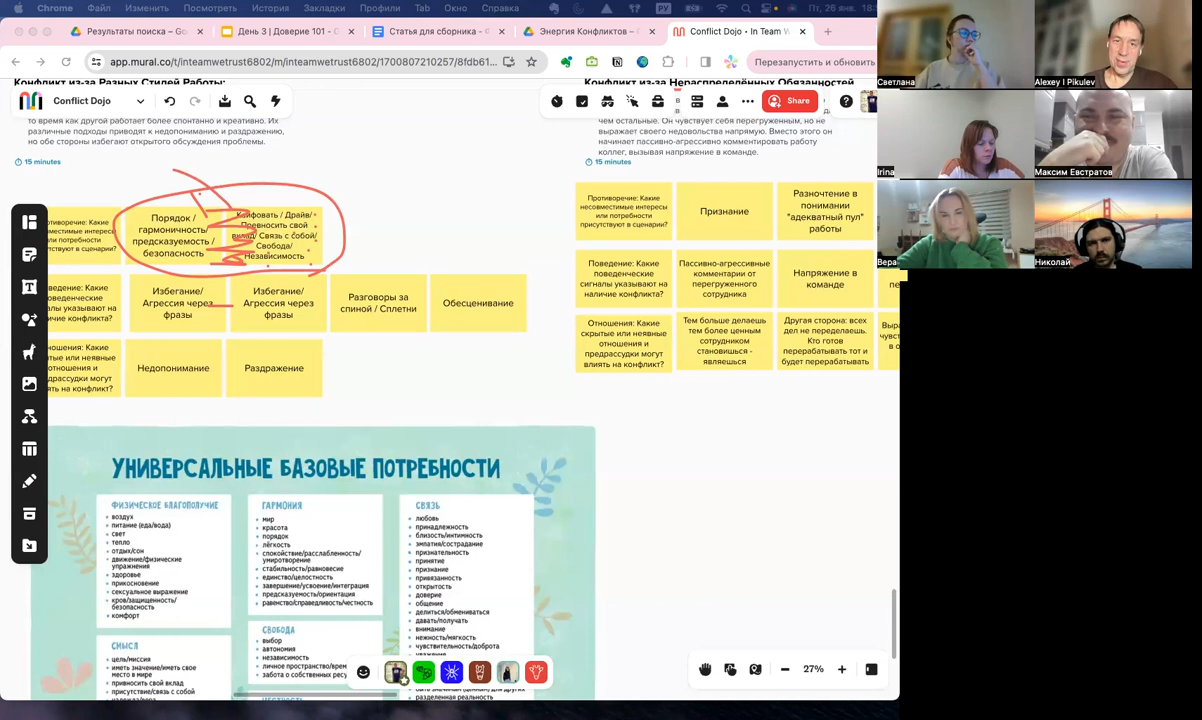 Chrome Файл Изменить Посмотреть История Закладки Профили Tab Окно Справка
РУ
Пт, 26 янв.
Результаты поиска – Go
День 3 | Доверие 101 - G
Статья для сборника - G
Энергия Конфликтов – G
Conflict Dojo • In Team W
app.mural.co/t/inteamwetrust6802/m/inteamwetrust6802/1700807210257/8fdb61...
Перезапустить и обновить
Конфликт из-за Разных Стилей Работы:
Conflict Dojo
то время как другой работает более спонтанно и креативно. Их
различные подходы приводят к недопониманию и раздражению,
но обе стороны избегают открытого обсуждения проблемы.
15 minutes
Конфликт из-за Нераспределённых Обязанностей
Share
чем остальные. Он чувствует себя перегруженным, но не
выражает своего недовольства напрямую. Вместо этого он
начинает пассивно-агрессивно комментировать работу
коллег, вызывая напряжение в команде.
15 minutes
Порядок /
гармоничность/
предсказуемость /
безопасность
Кайфовать / Драйв/
Превносить свой
вклад/ Связь с собой/
Свобода/
Независимость
Избегание/
Агрессия через
фразы
Избегание/
Агрессия через
фразы
Разговоры за
спиной / Сплетни
Обесценивание
Недопонимание
Раздражение
Противоречие: Какие
несовместимые интересы
или потребности
присутствуют в сценарии?
Признание
Разночтение в
понимании
"адекватный пул"
работы
Поведение: Какие
поведенческие
сигналы указывают на
наличие конфликта?
Пассивно-агрессивные
комментарии от
перегруженного
сотрудника
Напряжение в
команде
Отношения: Какие
скрытые или неявные
отношения и
предрассудки могут
влиять на конфликт?
Тем больше делаешь
тем более ценным
сотрудником
становишься -
являешься
Другая сторона: всех
дел не переделаешь.
Кто готов
перерабатывать тот и
будет перерабатывать
УНИВЕРСАЛЬНЫЕ БАЗОВЫЕ ПОТРЕБНОСТИ
ФИЗИЧЕСКОЕ БЛАГОПОЛУЧИЕ
воздух
питание (еда/вода)
свет
тепло
отдых/сон
движение/физические
упражнения
здоровье
прикосновение
сексуальное выражение
кров/защищенность/
безопасность
комфорт
СМЫСЛ
цель/миссия
иметь значение/иметь свое
место в мире
привносить свой вклад
присутствие/связь с собой
ГАРМОНИЯ
мир
красота
порядок
лёгкость
спокойствие/расслабленность/
умиротворение
стабильность/равновесие
единство/целостность
завершение/усвоение/интеграция
предсказуемость/ориентация
равенство/справедливость/честность
СВОБОДА
выбор
автономия
независимость
личное пространство/врем
забота о собственных ресу
СВЯЗЬ
любовь
принадлежность
близость/интимность
эмпатия/сострадание
признательность
принятие
признание
привязанность
открытость
доверие
общение
делиться/обмениваться
давать/получать
внимание
нежность/мягкость
чувствительность/доброта
уважение
разделенная реальность
27%
Светлана
Alexey I Pikulev
Irina
Максим Евстратов
Вера
Николай